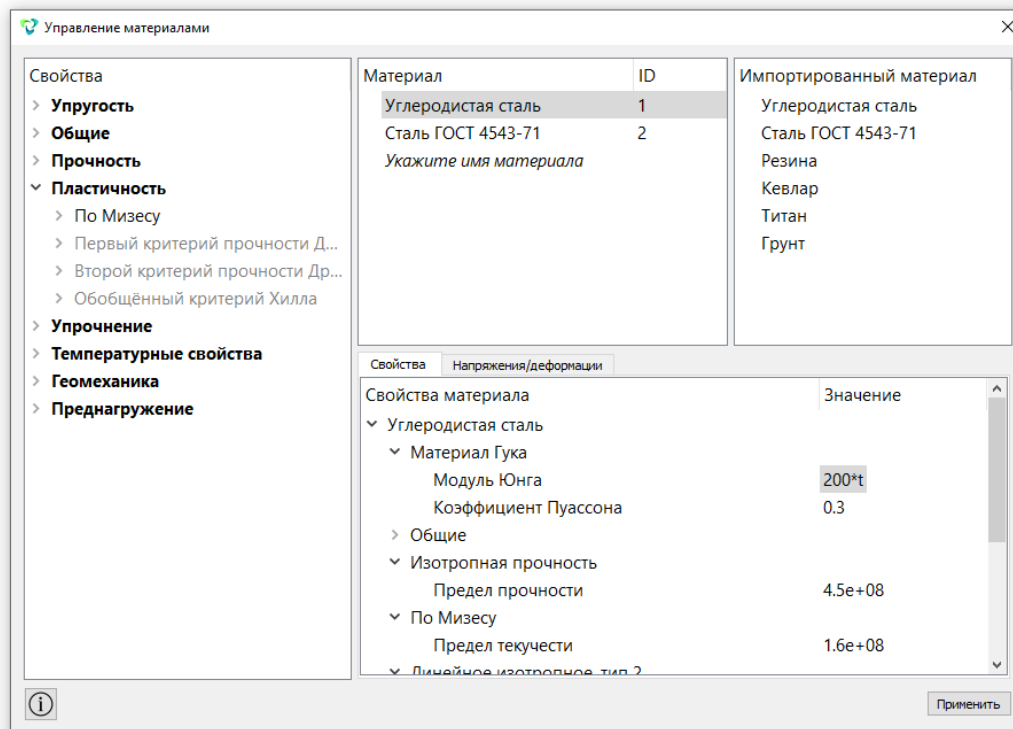 Управление материалами
Свойства
Упругость
Общие
Прочность
Пластичность
По Мизесу
Первый критерий прочности Д...
Второй критерий прочности Др...
Обобщённый критерий Хилла
Упрочнение
Температурные свойства
Геомеханика
Преднагружение
Материал ID
Углеродистая сталь 1
Сталь ГОСТ 4543-71 2
Укажите имя материала
Импортированный материал
Углеродистая сталь
Сталь ГОСТ 4543-71
Резина
Кевлар
Титан
Грунт
Свойства Напряжения/деформации
Свойства материала Значение
Углеродистая сталь
Материал Гука
Модуль Юнга 200*t
Коэффициент Пуассона 0.3
Общие
Изотропная прочность
Предел прочности 4.5e+08
По Мизесу
Предел текучести 1.6e+08
Линейное изотропное, тип 2
Применить